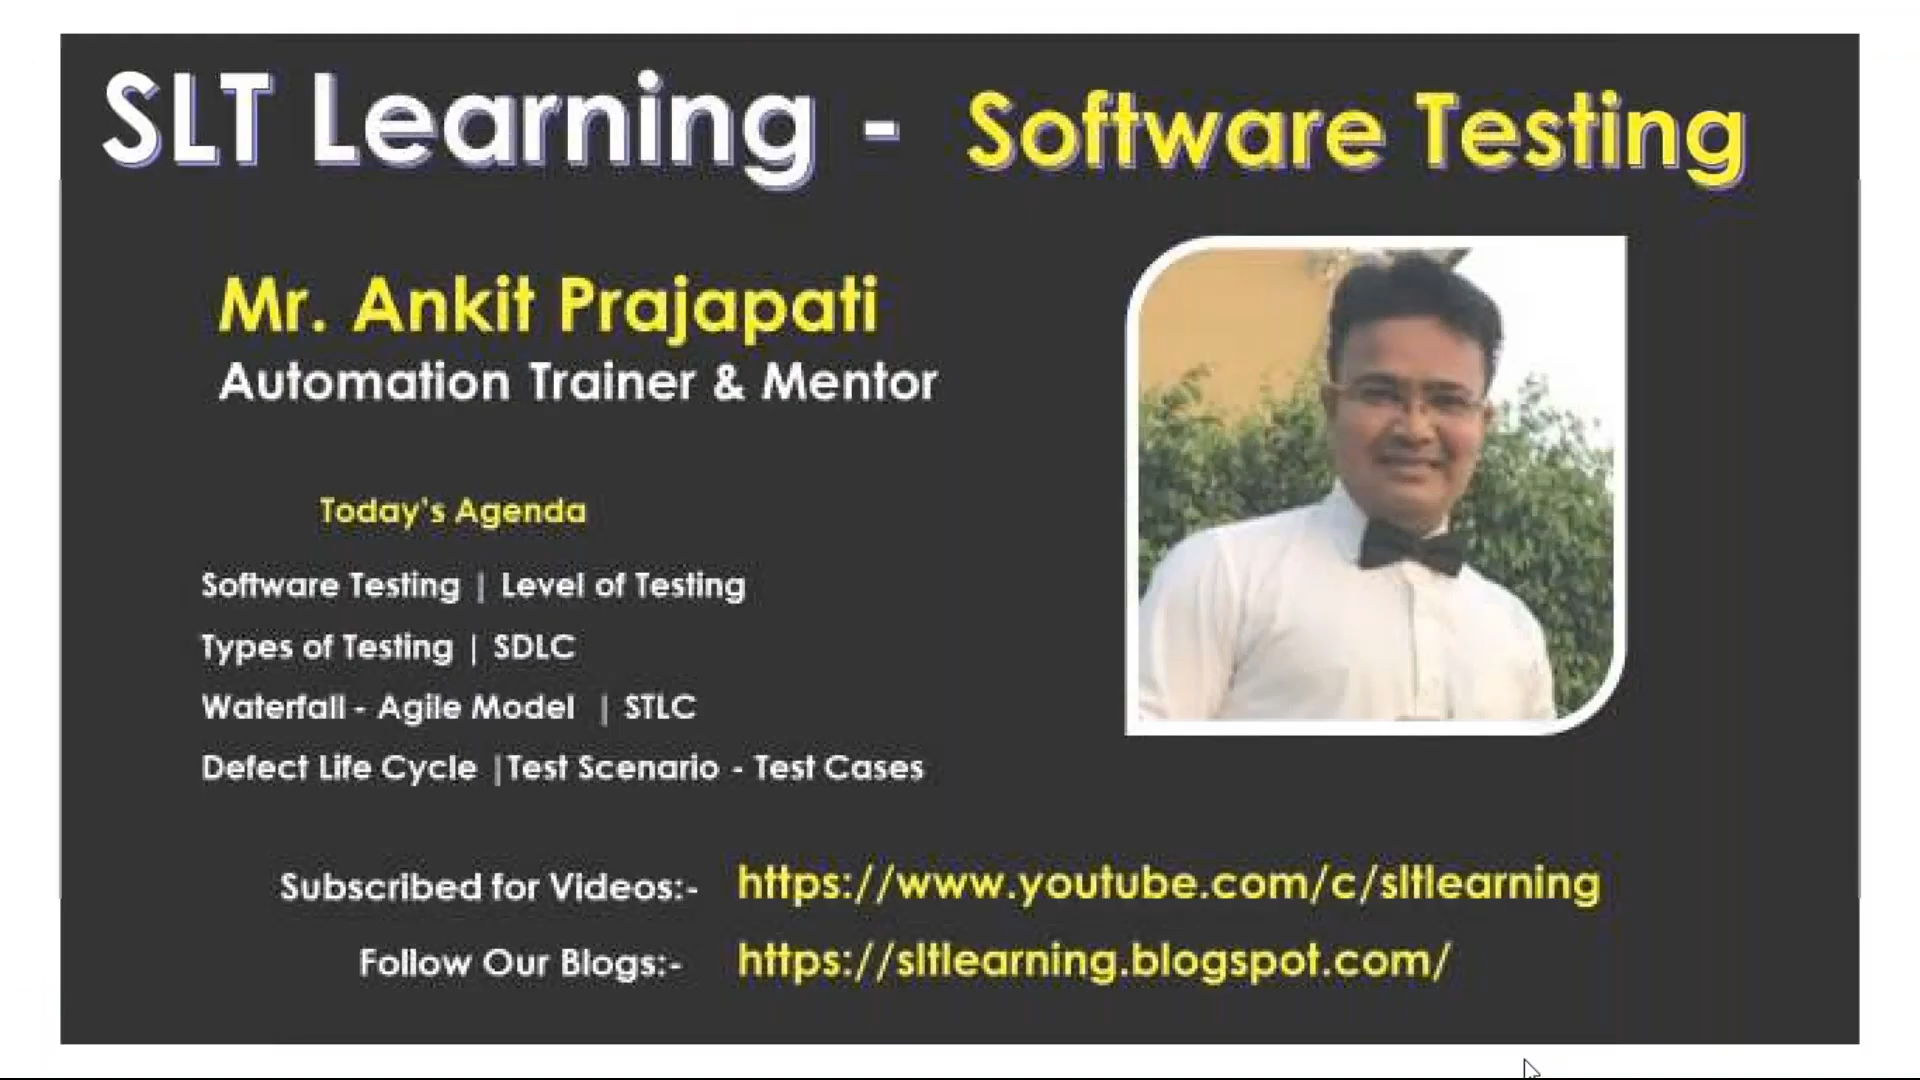 SLT Learning - Software Testing
Mr. Ankit Prajapati
Automation Trainer & Mentor
Today's Agenda
Software Testing | Level of Testing
Types of Testing | SDLC
Waterfall - Agile Model | STLC
Defect Life Cycle |Test Scenario - Test Cases
Subscribed for Videos:- https://www.youtube.com/c/sltlearning
Follow Our Blogs:- https://sltlearning.blogspot.com/